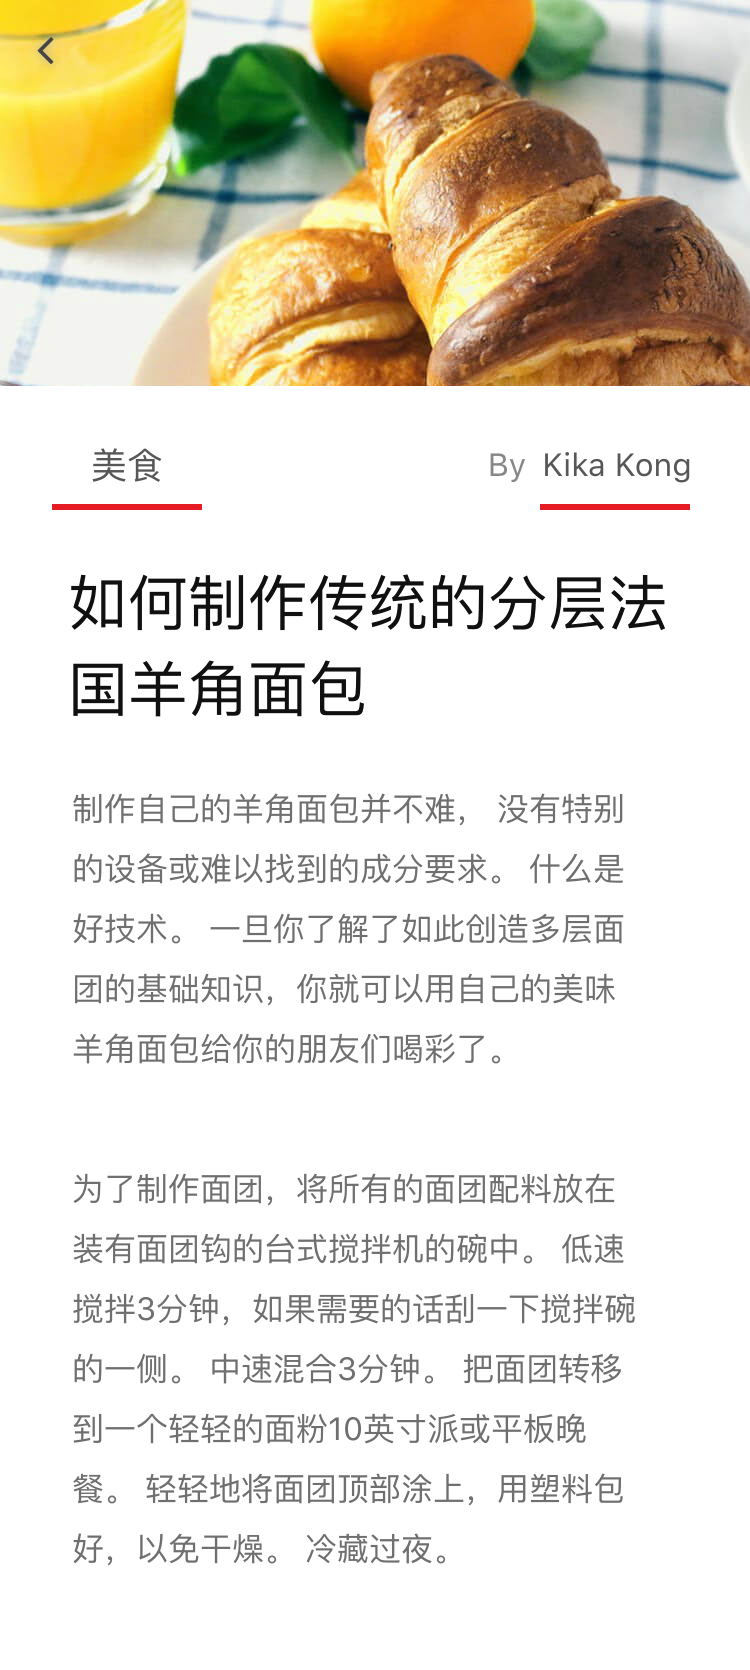 美食
By Kika Kong
如何制作传统的分层法
国羊角面包
制作自己的羊角面包并不难， 没有特别
的设备或难以找到的成分要求。 什么是
好技术。 一旦你了解了如此创造多层面
团的基础知识，你就可以用自己的美味
羊角面包给你的朋友们喝彩了。
为了制作面团，将所有的面团配料放在
装有面团钩的台式搅拌机的碗中。 低速
搅拌3分钟，如果需要的话刮一下搅拌碗
的一侧。 中速混合3分钟。 把面团转移
到一个轻轻的面粉10英寸派或平板晚
餐。 轻轻地将面团顶部涂上，用塑料包
好，以免干燥。 冷藏过夜。